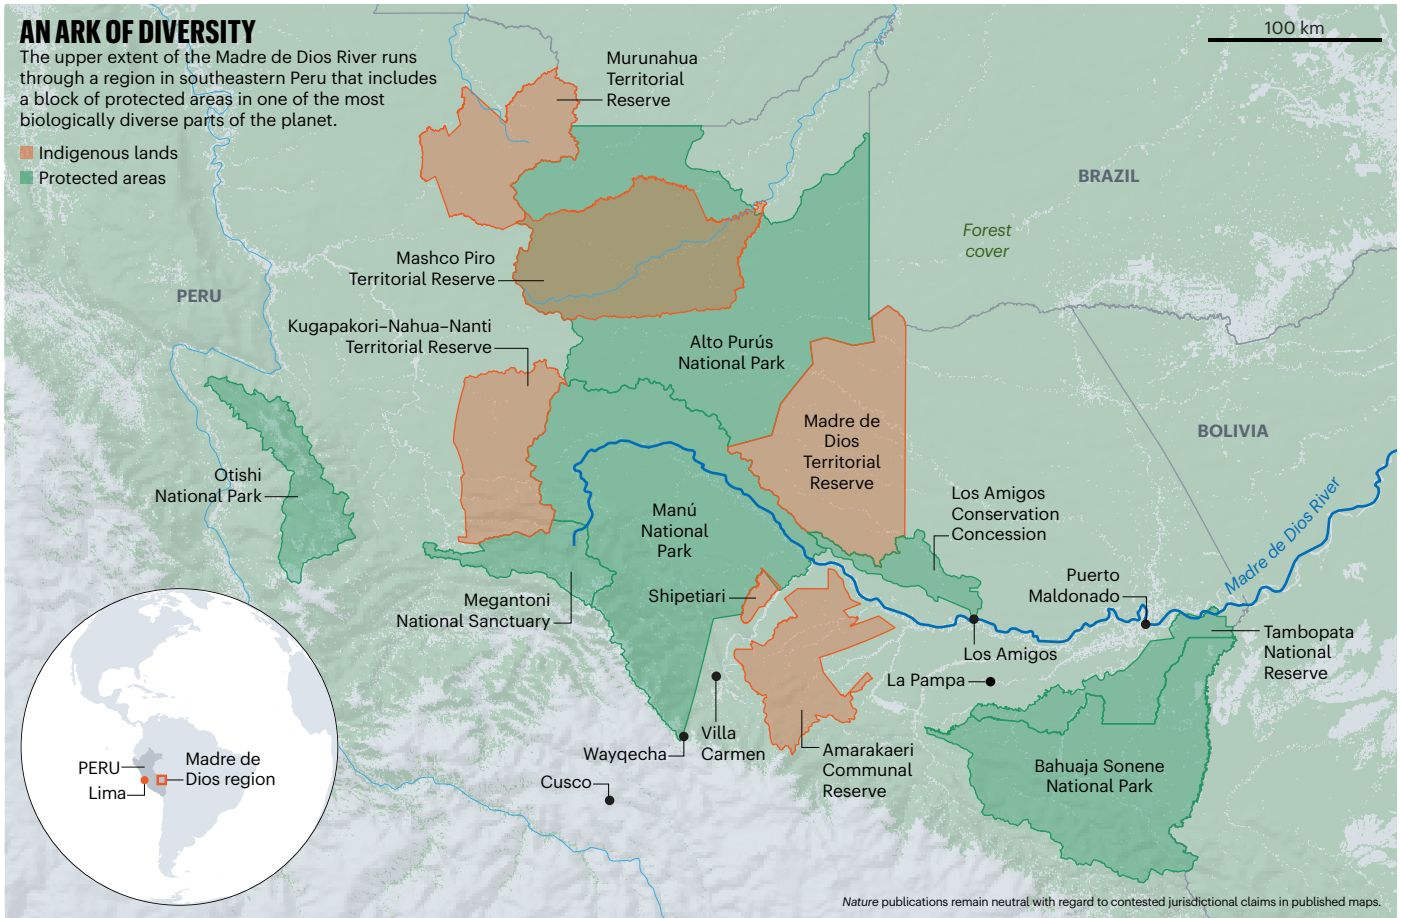 AN ARK OF DIVERSITY
The upper extent of the Madre de Dios River runs
through a region in southeastern Peru that includes
a block of protected areas in one of the most
biologically diverse parts of the planet.
Indigenous lands
Protected areas
100 km
Murunahua
Territorial
Reserve
BRAZIL
Forest
cover
Mashco Piro
Territorial Reserve
PERU
Kugapakori–Nahua–Nanti
Territorial Reserve
Alto Purús
National Park
Madre de
Dios
Territorial
Reserve
BOLIVIA
Otishi
National Park
Manú
National
Park
Los Amigos
Conservation
Concession
Madre de Dios River
Puerto
Maldonado
Shipetiari
Megantoni
National Sanctuary
Los Amigos
Tambopata
National
Reserve
La Pampa
Villa
Carmen
Wayqecha
Amarakaeri
Communal
Reserve
Bahuaja Sonene
National Park
Cusco
PERU
Lima
Madre de
Dios region
Nature publications remain neutral with regard to contested jurisdictional claims in published maps.